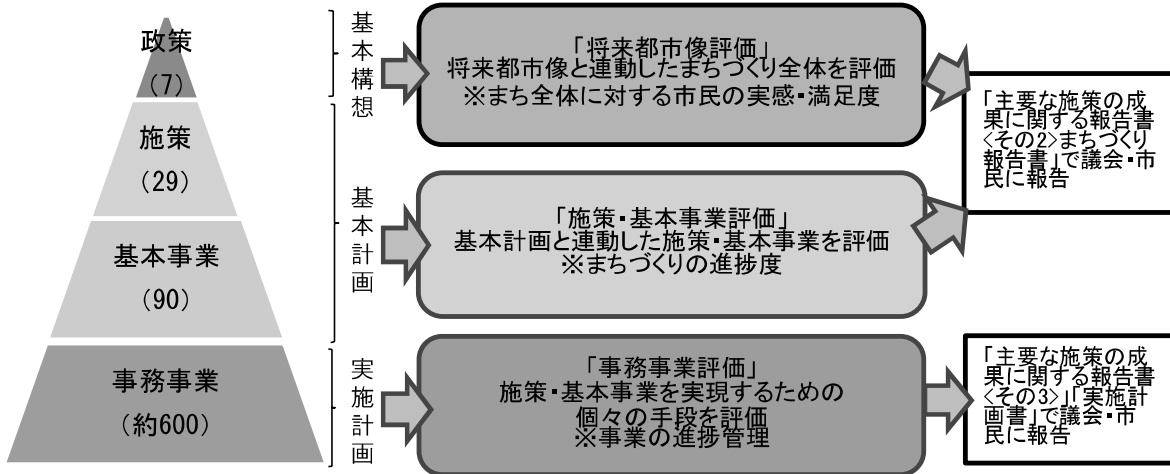 政策
(7)
施策
(29)
基本事業
(90)
事務事業
(約600)
基本構想
基本計画
実施計画
「将来都市像評価」
将来都市像と連動したまちづくり全体を評価
※まち全体に対する市民の実感・満足度
「施策・基本事業評価」
基本計画と連動した施策・基本事業を評価
※まちづくりの進捗度
「事務事業評価」
施策・基本事業を実現するための
個々の手段を評価
※事業の進捗管理
「主要な施策の成
果に関する報告書
<その2>まちづくり
報告書」で議会・市
民に報告
「主要な施策の成
果に関する報告書
<その3>」「実施計
画書」で議会・市
民に報告